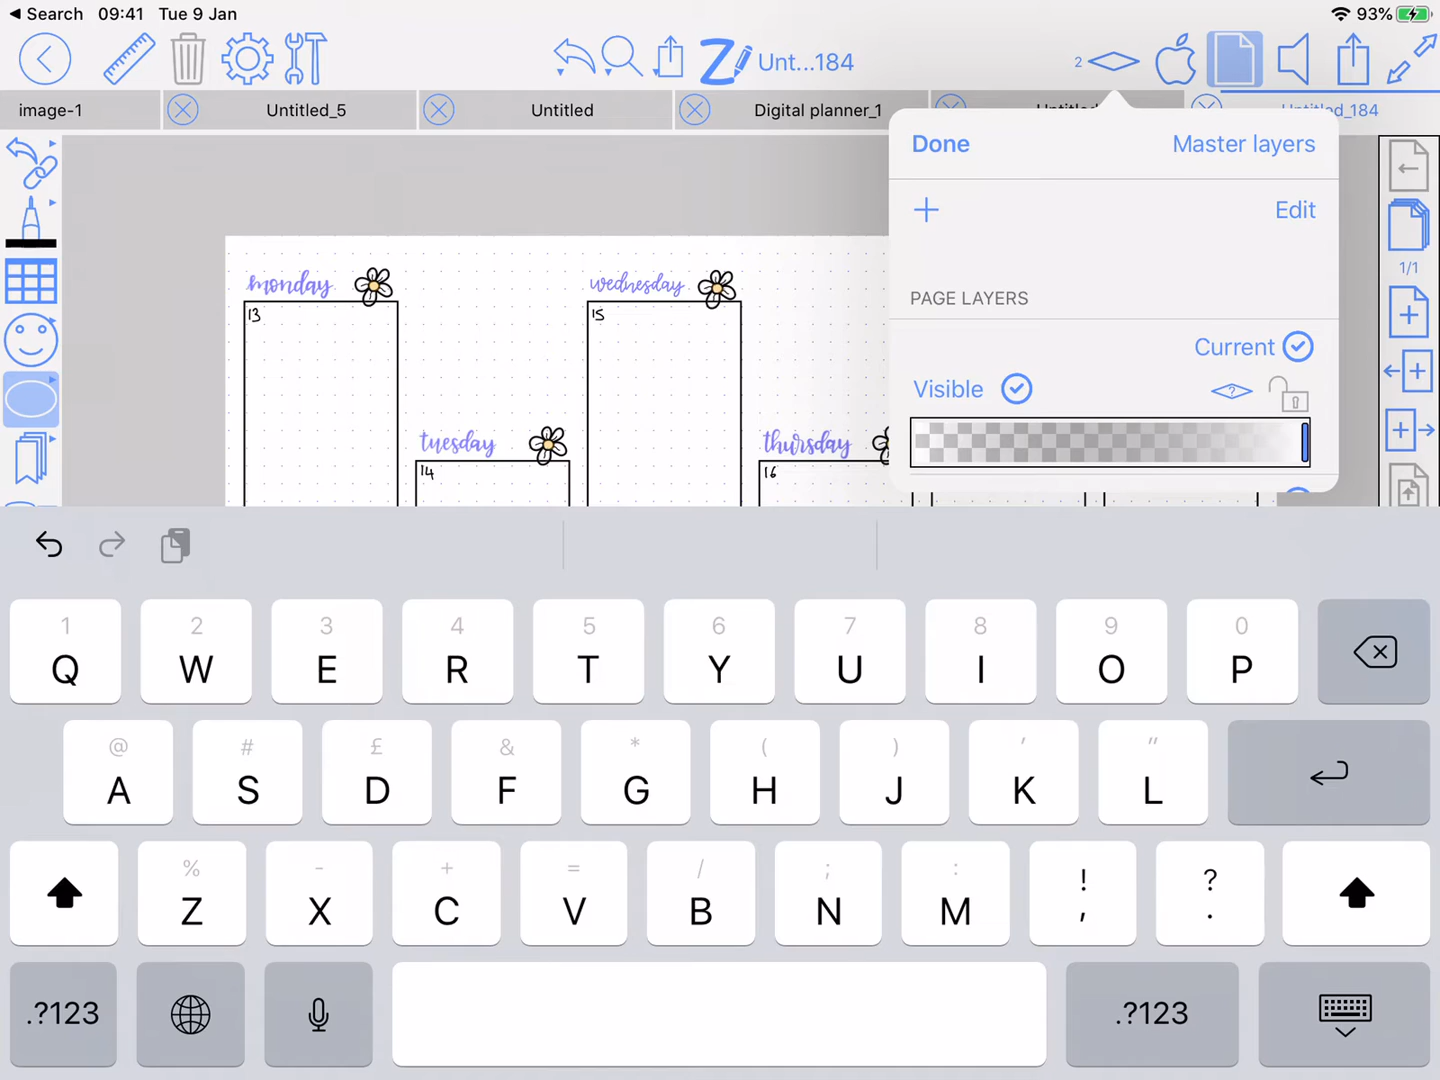 Search 09:41 Tue 9 Jan 93%
Unt...184 2
image-1 Untitled_5 Untitled Digital planner_1 Untitled_184
Done Master layers
Edit
PAGE LAYERS
Current
Visible ?
1/1
monday wednesday
13 15
tuesday thursday
14 16
1 2 3 4 5 6 7 8 9 0
Q W E R T Y U I O P
@ # £ & * ( ) ' "
A S D F G H J K L
% - + = / ; : ! ?
Z X C V B N M , .
.?123 .?123